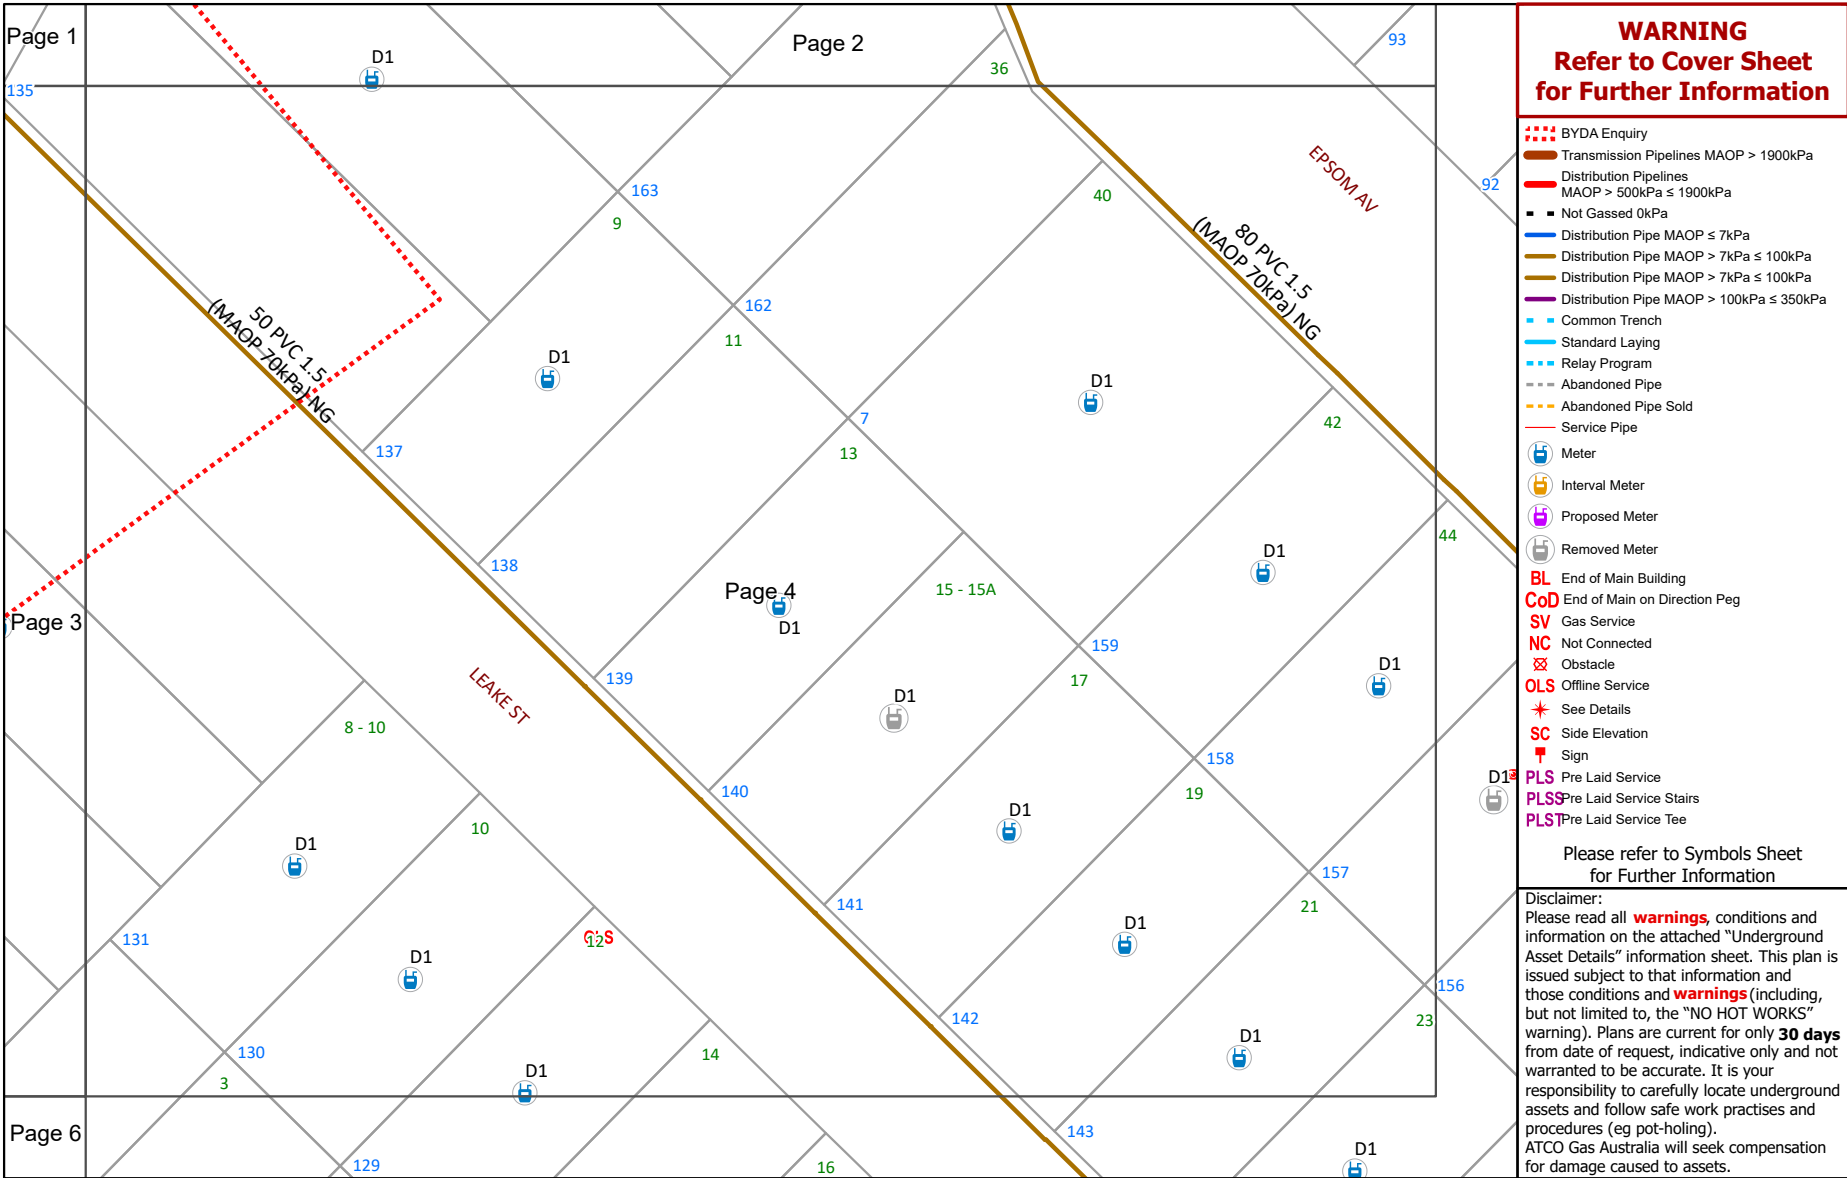 Page 1
D1
Page 2
93
135
36
EPSOM AV
92
163
40
9
80 PVC 1.5
(MAOP 70kPa) NG
50 PVC 1.5
(MAOP 70kPa) NG
162
11
D1
D1
7
42
137
13
44
138
D1
Page 4
15 - 15A
D1
Page 3
159
139
LEAKE ST
17
D1
D1
8 - 10
158
D1
140
19
D1
10
D1
157
141
21
131
OLS
12
D1
D1
156
142
23
130
14
D1
3
D1
Page 6
143
D1
129
16
WARNING
Refer to Cover Sheet
for Further Information
BYDA Enquiry
Transmission Pipelines MAOP > 1900kPa
Distribution Pipelines
MAOP > 500kPa ≤ 1900kPa
Not Gassed 0kPa
Distribution Pipe MAOP ≤ 7kPa
Distribution Pipe MAOP > 7kPa ≤ 100kPa
Distribution Pipe MAOP > 7kPa ≤ 100kPa
Distribution Pipe MAOP > 100kPa ≤ 350kPa
Common Trench
Standard Laying
Relay Program
Abandoned Pipe
Abandoned Pipe Sold
Service Pipe
Meter
Interval Meter
Proposed Meter
Removed Meter
BL End of Main Building
CoD End of Main on Direction Peg
SV Gas Service
NC Not Connected
Obstacle
OLS Offline Service
See Details
SC Side Elevation
Sign
PLS Pre Laid Service
PLSS Pre Laid Service Stairs
PLST Pre Laid Service Tee
Please refer to Symbols Sheet
for Further Information
Disclaimer:
Please read all warnings, conditions and
information on the attached “Underground
Asset Details” information sheet. This plan is
issued subject to that information and
those conditions and warnings (including,
but not limited to, the “NO HOT WORKS”
warning). Plans are current for only 30 days
from date of request, indicative only and not
warranted to be accurate. It is your
responsibility to carefully locate underground
assets and follow safe work practises and
procedures (eg pot-holing).
ATCO Gas Australia will seek compensation
for damage caused to assets.